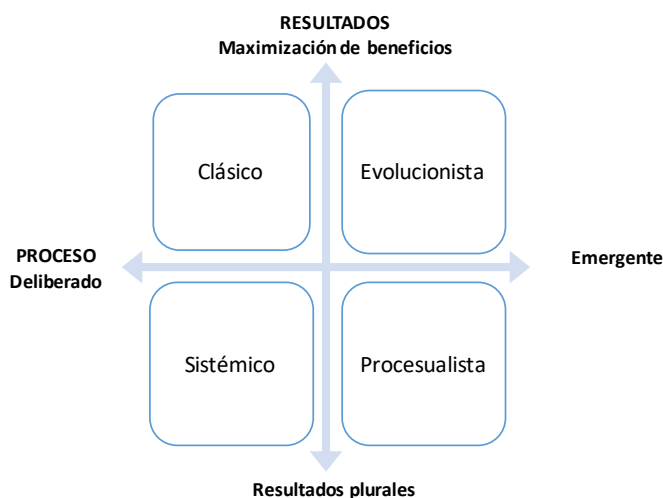 RESULTADOS
Maximización de beneficios
Clásico
Evolucionista
PROCESO
Deliberado
Emergente
Sistémico
Procesualista
Resultados plurales